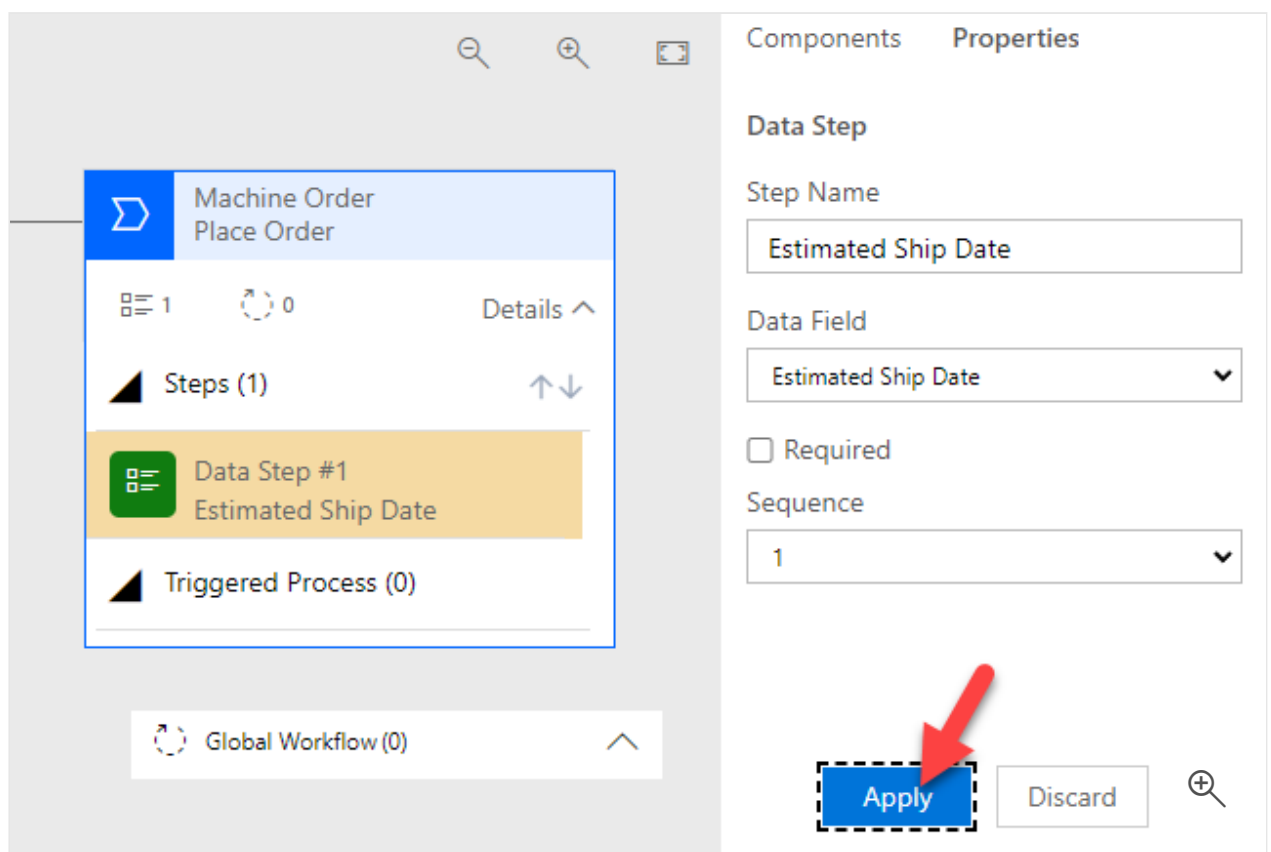 Components Properties
Data Step
Step Name
Estimated Ship Date
Data Field
Estimated Ship Date
Required
Sequence
1
Apply Discard
Machine Order
Place Order
1 0 Details
Steps (1)
Data Step #1
Estimated Ship Date
Triggered Process (0)
Global Workflow (0)